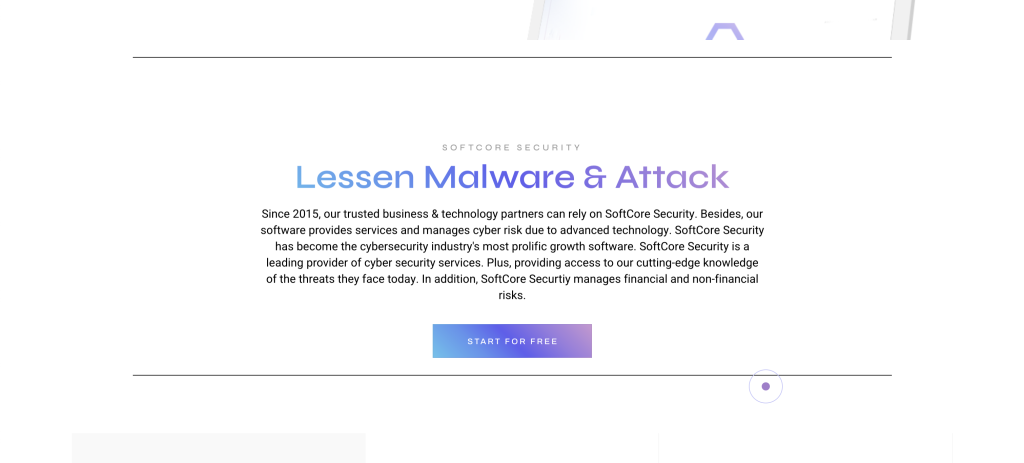 SOFTCORE SECURITY
Lessen Malware & Attack
Since 2015, our trusted business & technology partners can rely on SoftCore Security. Besides, our
software provides services and manages cyber risk due to advanced technology. SoftCore Security
has become the cybersecurity industry's most prolific growth software. SoftCore Security is a
leading provider of cyber security services. Plus, providing access to our cutting-edge knowledge
of the threats they face today. In addition, SoftCore Securtiy manages financial and non-financial
risks.
START FOR FREE